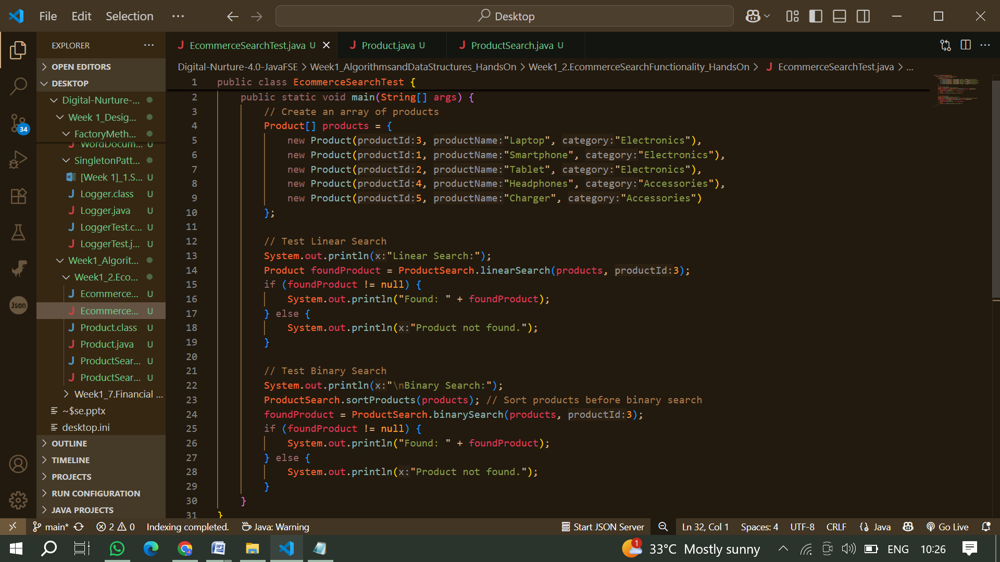 File Edit Selection ··· Desktop
EXPLORER ···
OPEN EDITORS
DESKTOP
Digital-Nurture-...
Week 1_Desig...
FactoryMeth...
WordDocum... U
SingletonPatt...
[Week 1]_1.S... U
Logger.class U
Logger.java U
LoggerTest.c... U
LoggerTest.j... U
Week1_Algorit...
Week1_2.Eco...
Ecommerce... U
Ecommerce... U
Product.class U
Product.java U
ProductSear... U
ProductSear... U
Week1_7.Financial ...
~$se.pptx
desktop.ini
OUTLINE
TIMELINE
PROJECTS
RUN CONFIGURATION
JAVA PROJECTS
34
Json
EcommerceSearchTest.java U Product.java U ProductSearch.java U
Digital-Nurture-4.0-JavaFSE > Week1_AlgorithmsandDataStructures_HandsOn > Week1_2.EcommerceSearchFunctionality_HandsOn > EcommerceSearchTest.java > ...
1 public class EcommerceSearchTest {
2 public static void main(String[] args) {
3 // Create an array of products
4 Product[] products = {
5 new Product(productId:3, productName:"Laptop", category:"Electronics"),
6 new Product(productId:1, productName:"Smartphone", category:"Electronics"),
7 new Product(productId:2, productName:"Tablet", category:"Electronics"),
8 new Product(productId:4, productName:"Headphones", category:"Accessories"),
9 new Product(productId:5, productName:"Charger", category:"Accessories")
10 };
11
12 // Test Linear Search
13 System.out.println(x:"Linear Search:");
14 Product foundProduct = ProductSearch.linearSearch(products, productId:3);
15 if (foundProduct != null) {
16 System.out.println("Found: " + foundProduct);
17 } else {
18 System.out.println(x:"Product not found.");
19 }
20
21 // Test Binary Search
22 System.out.println(x:"\nBinary Search:");
23 ProductSearch.sortProducts(products); // Sort products before binary search
24 foundProduct = ProductSearch.binarySearch(products, productId:3);
25 if (foundProduct != null) {
26 System.out.println("Found: " + foundProduct);
27 } else {
28 System.out.println(x:"Product not found.");
29 }
30 }
31 }
main* 2 0 Indexing completed. Java: Warning Start JSON Server Ln 32, Col 1 Spaces: 4 UTF-8 CRLF Java Go Live
1 33°C Mostly sunny ENG 10:26